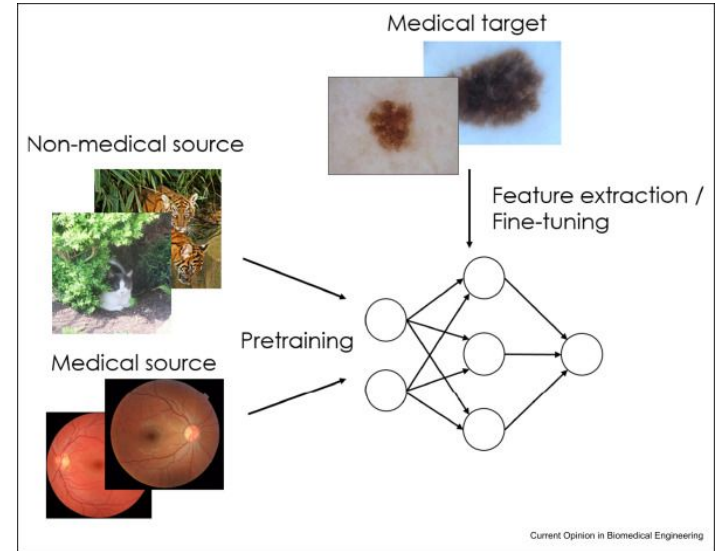 Medical target
Non-medical source
Feature extraction /
Fine-tuning
Pretraining
Medical source
Current Opinion in Biomedical Engineering